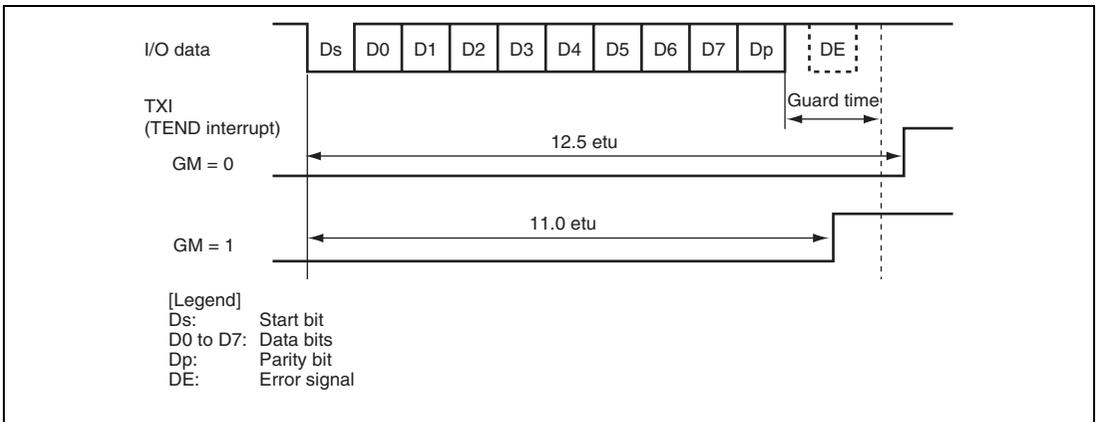 I/O data
Ds D0 D1 D2 D3 D4 D5 D6 D7 Dp DE
Guard time
TXI
(TEND interrupt)
12.5 etu
GM = 0
11.0 etu
GM = 1
[Legend]
Ds: Start bit
D0 to D7: Data bits
Dp: Parity bit
DE: Error signal